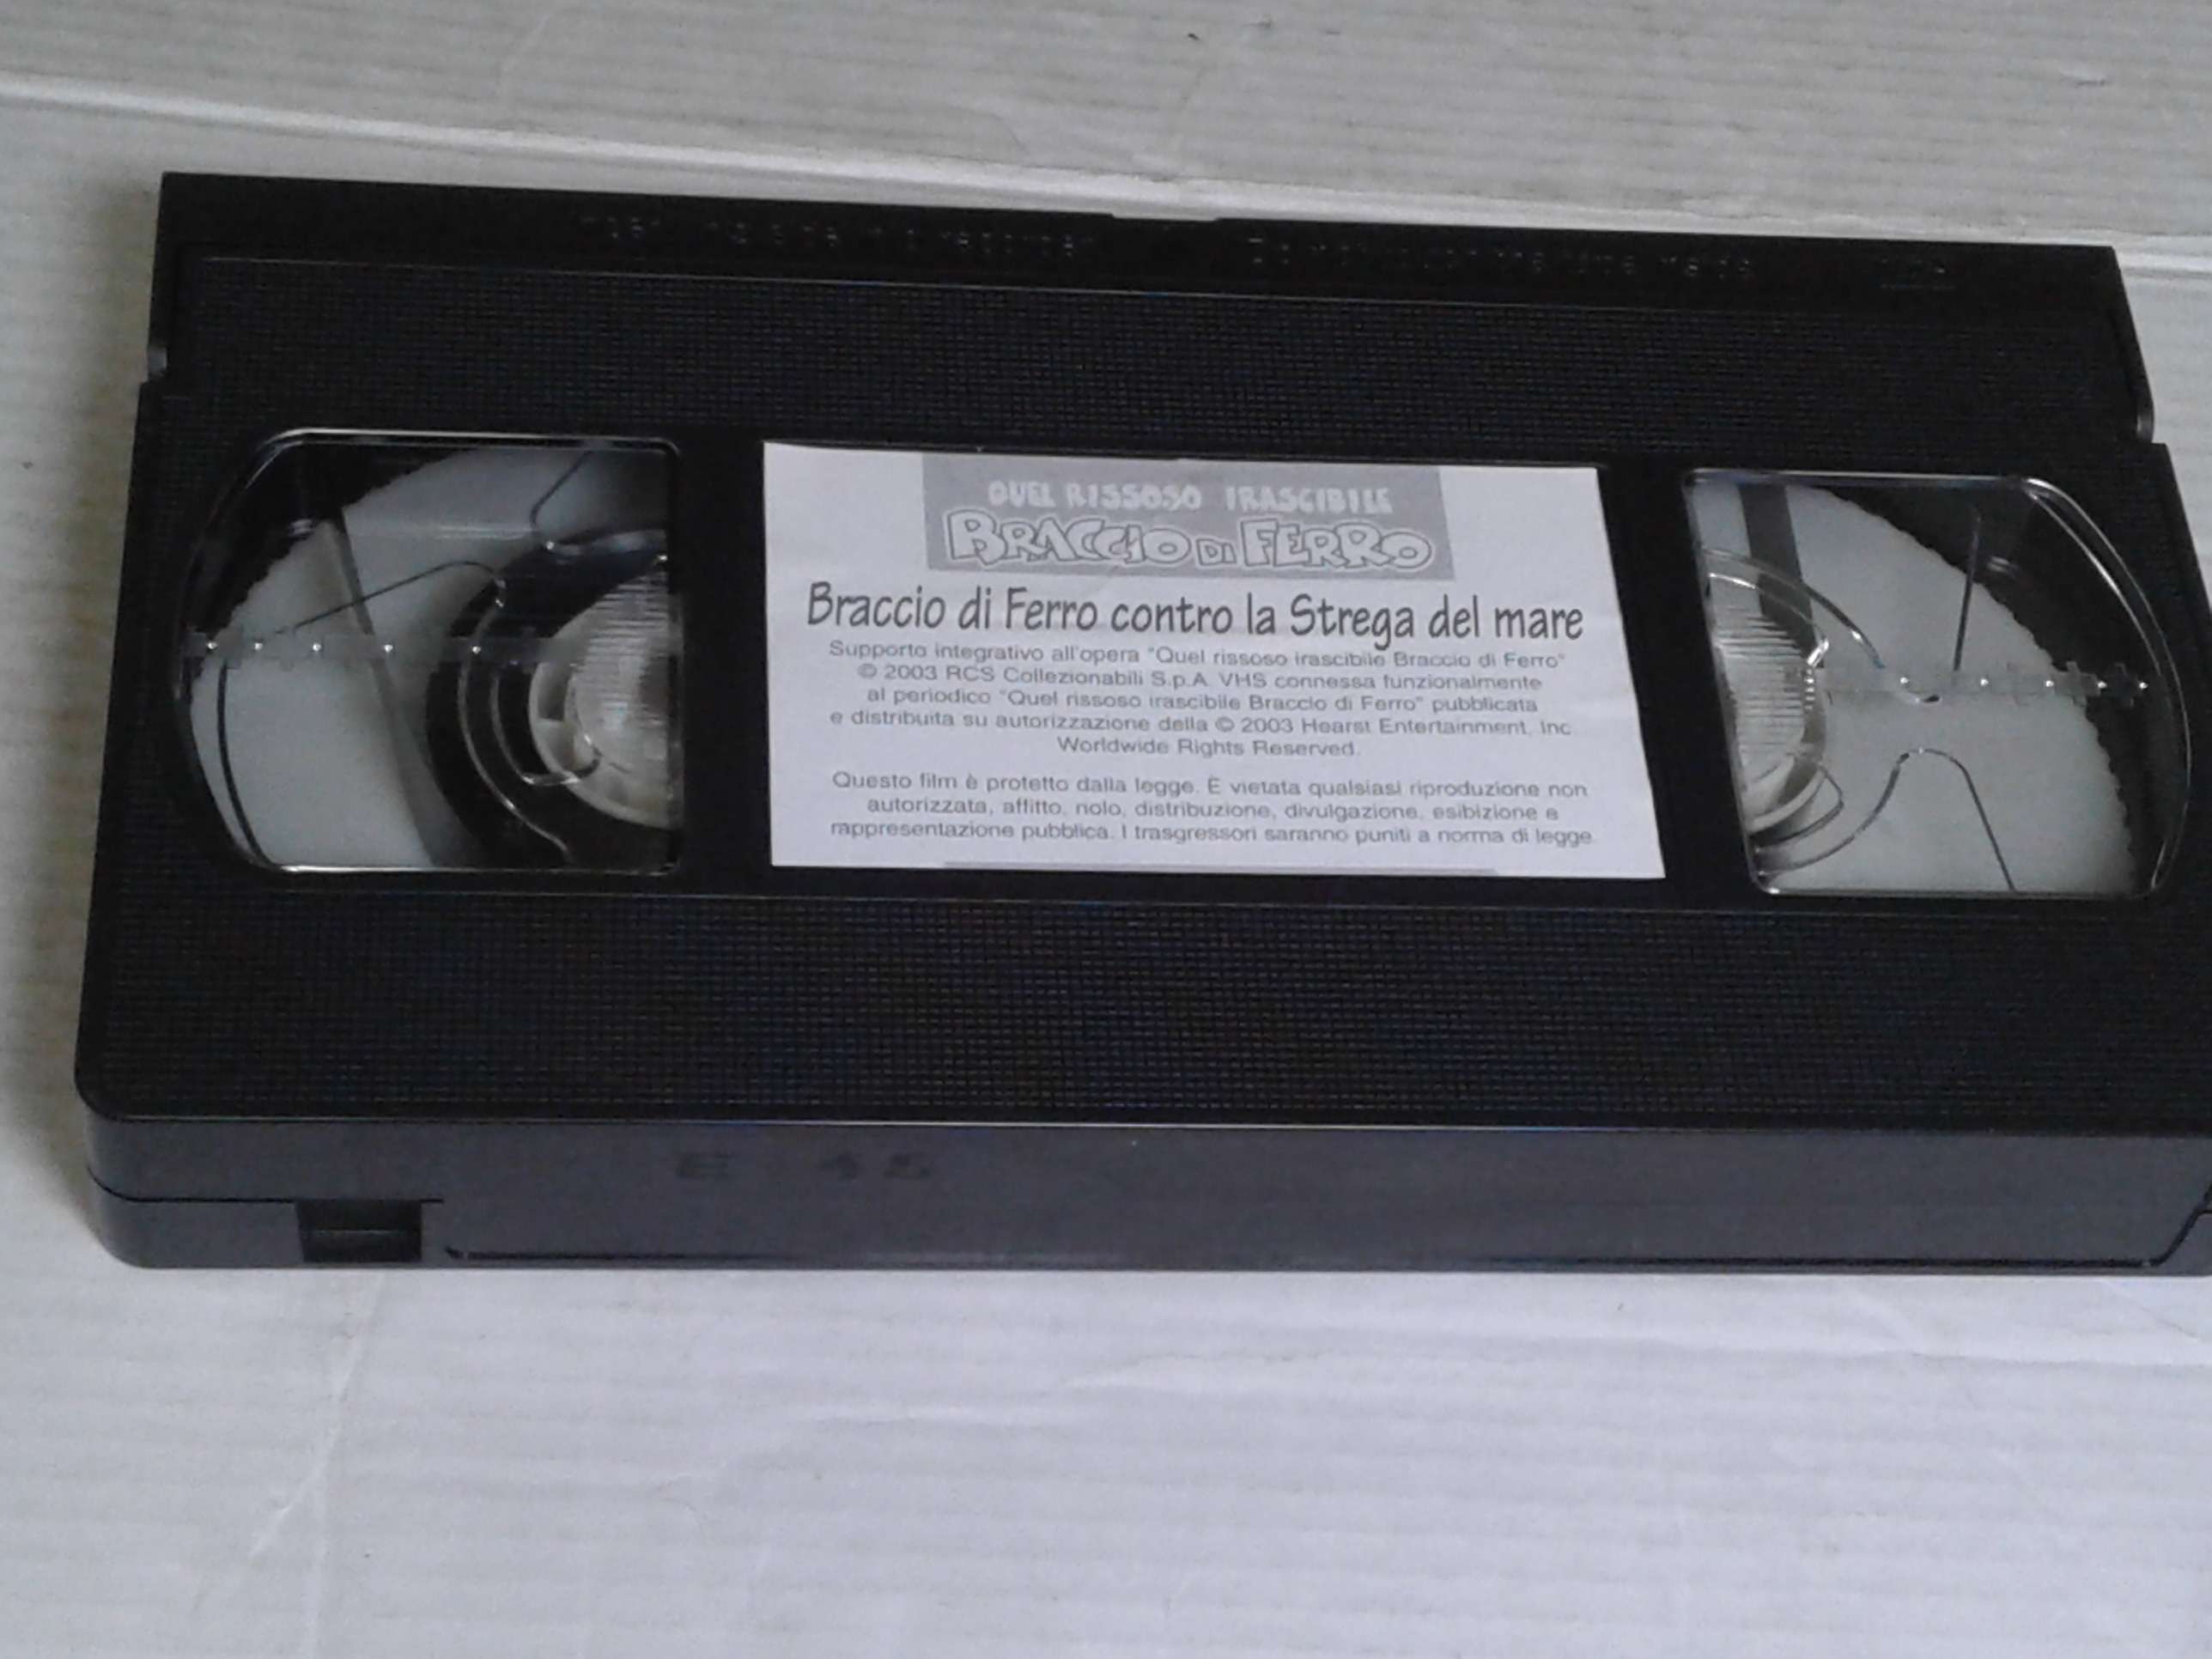 QUEL RISSOSO IRASCIBILE
BRACCIO DI FERRO
Braccio di Ferro contro la Strega del mare
Supporto integrativo all'opera "Quel rissoso irascibile Braccio di Ferro"
© 2003 RCS Collezionabili S.p.A. VHS connessa funzionalmente
al periodico "Quel rissoso irascibile Braccio di Ferro" pubblicata
e distribuita su autorizzazione della © 2003 Hearst Entertainment, Inc
Worldwide Rights Reserved.
Questo film è protetto dalla legge. È vietata qualsiasi riproduzione non
autorizzata, affitto, nolo, distribuzione, divulgazione, esibizione e
rappresentazione pubblica. I trasgressori saranno puniti a norma di legge.